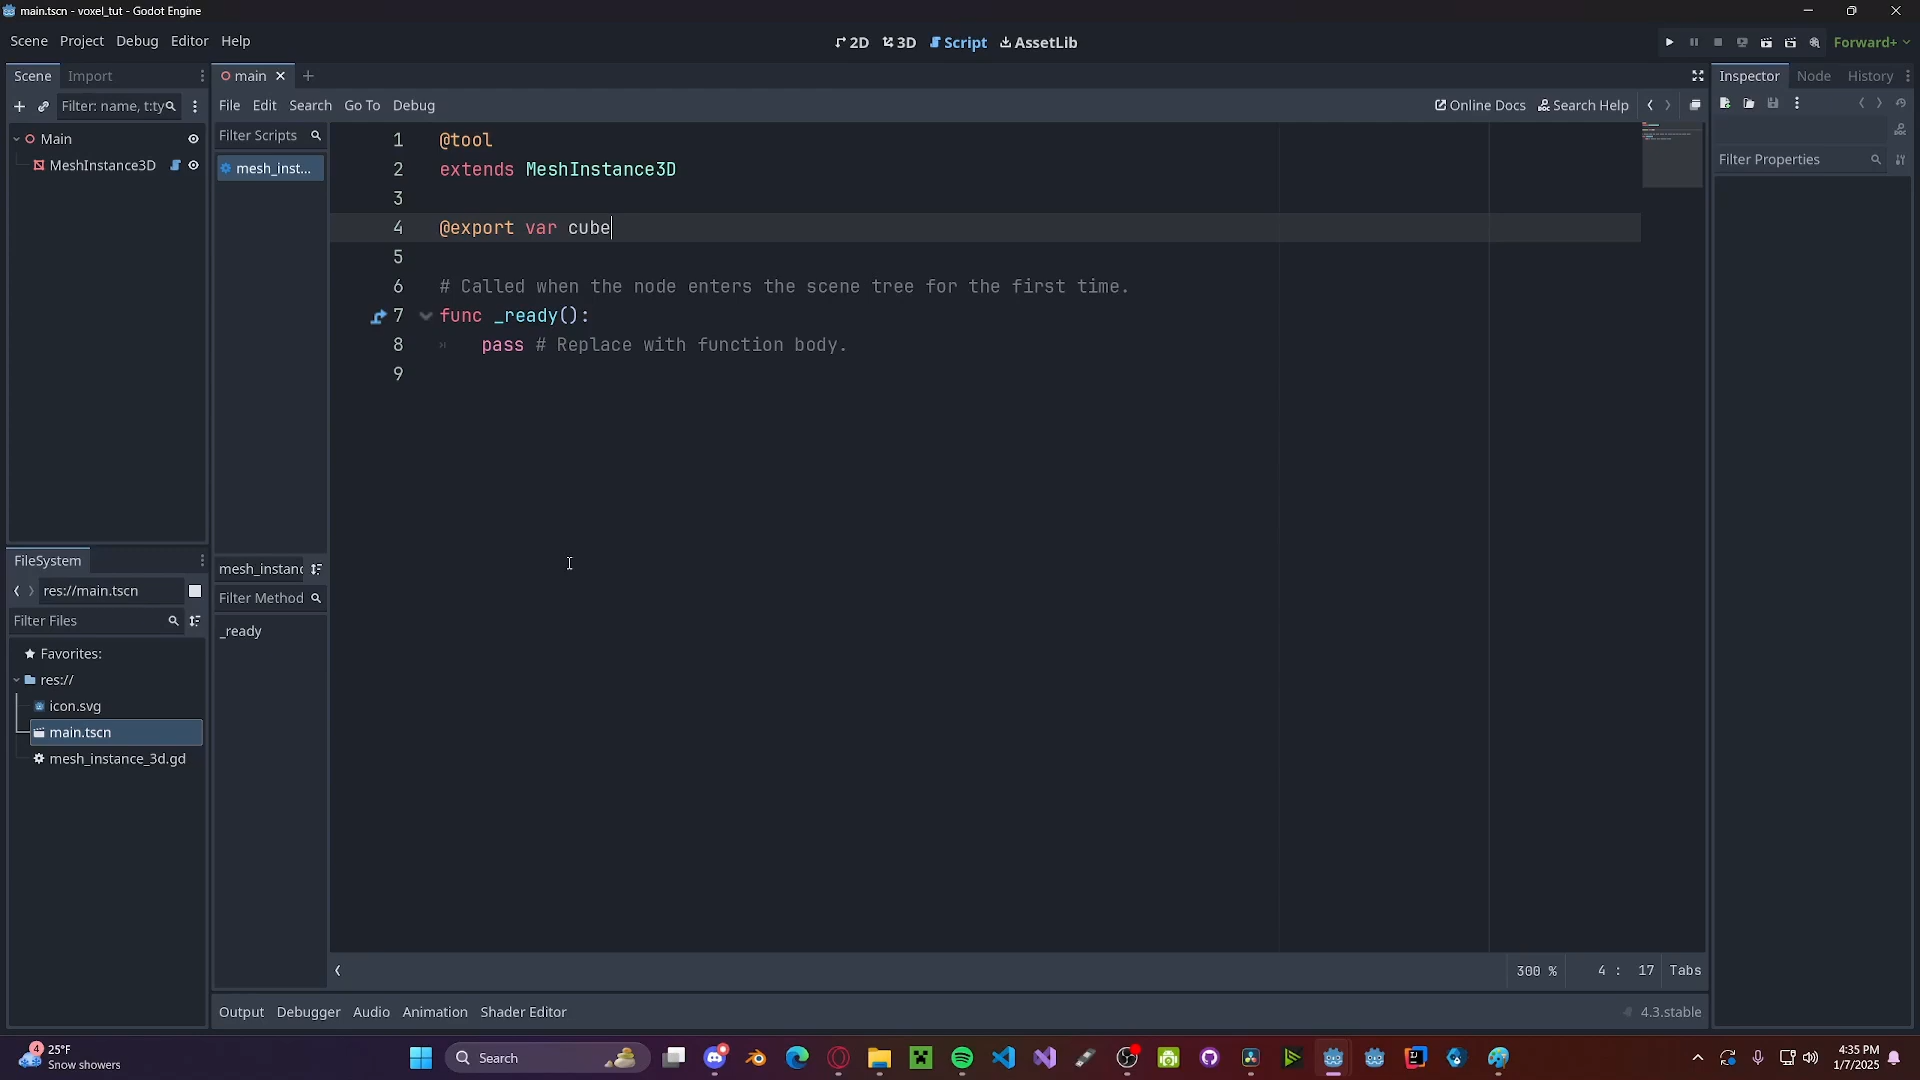 main.tscn - voxel_tut - Godot Engine
Scene Project Debug Editor Help
2D 3D Script AssetLib
Forward+
Scene Import
main
Inspector Node History
Filter: name, t:ty
File Edit Search Go To Debug
Online Docs Search Help
Main
MeshInstance3D
Filter Scripts
mesh_inst...
Filter Properties
1 @tool
2 extends MeshInstance3D
3
4 @export var cube
5
6 # Called when the node enters the scene tree for the first time.
7 func _ready():
8 pass # Replace with function body.
9
FileSystem
res://main.tscn
Filter Files
Favorites:
res://
icon.svg
main.tscn
mesh_instance_3d.gd
mesh_instanc
Filter Method
_ready
300 % 4 : 17 Tabs
Output Debugger Audio Animation Shader Editor
4.3.stable
4
25°F
Snow showers
Search
4:35 PM
1/7/2025